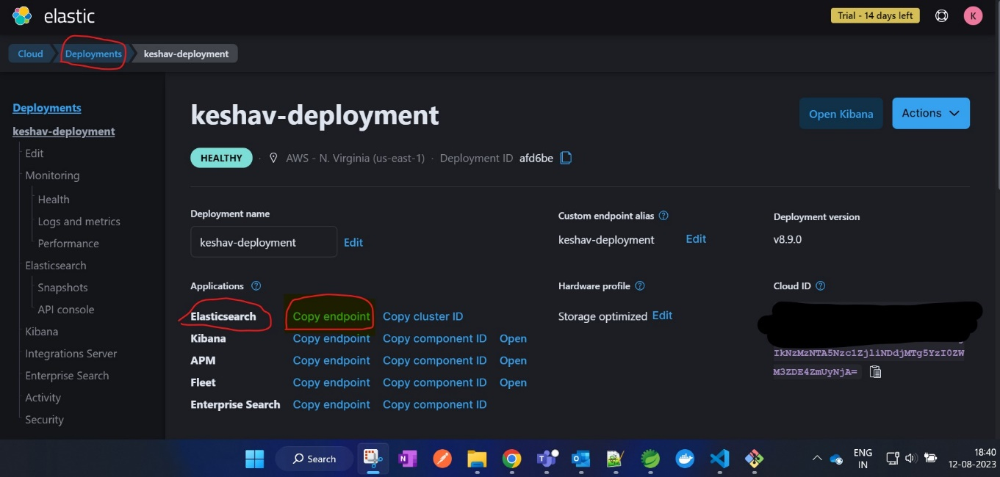 elastic
Trial - 14 days left
K
Cloud Deployments keshav-deployment
Deployments
keshav-deployment
Edit
Monitoring
Health
Logs and metrics
Performance
Elasticsearch
Snapshots
API console
Kibana
Integrations Server
Enterprise Search
Activity
Security
keshav-deployment
Open Kibana
Actions
HEALTHY · AWS - N. Virginia (us-east-1) · Deployment ID afd6be
Deployment name
keshav-deployment Edit
Custom endpoint alias
keshav-deployment Edit
Deployment version
v8.9.0
Applications
Elasticsearch Copy endpoint Copy cluster ID
Kibana Copy endpoint Copy component ID Open
APM Copy endpoint Copy component ID Open
Fleet Copy endpoint Copy component ID Open
Enterprise Search Copy endpoint Copy component ID
Hardware profile
Storage optimized Edit
Cloud ID
M3ZDE4ZmUyNjA=
Search
ENG
IN
18:40
12-08-2023